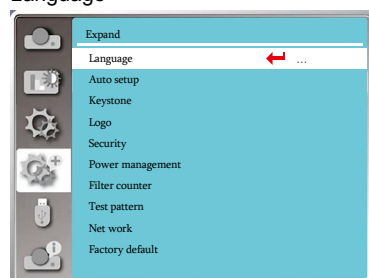 Language
Expand
Language ...
Auto setup
Keystone
Logo
Security
Power management
Filter counter
Test pattern
Net work
Factory default